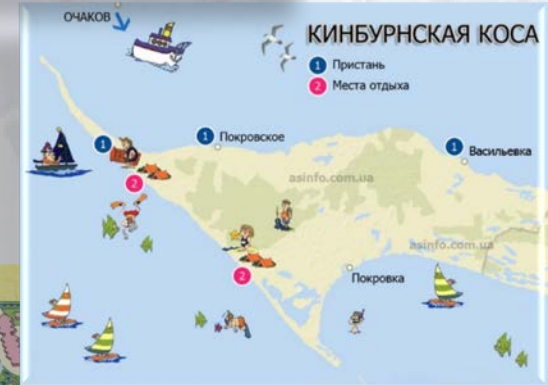 ОЧАКОВ
КИНБУРНСКАЯ КОСА
1 Пристань
2 Места отдыха
1
1 Покровское
1 Васильевка
asinfo.com.ua
2
asinfo.com.ua
2
Покровка